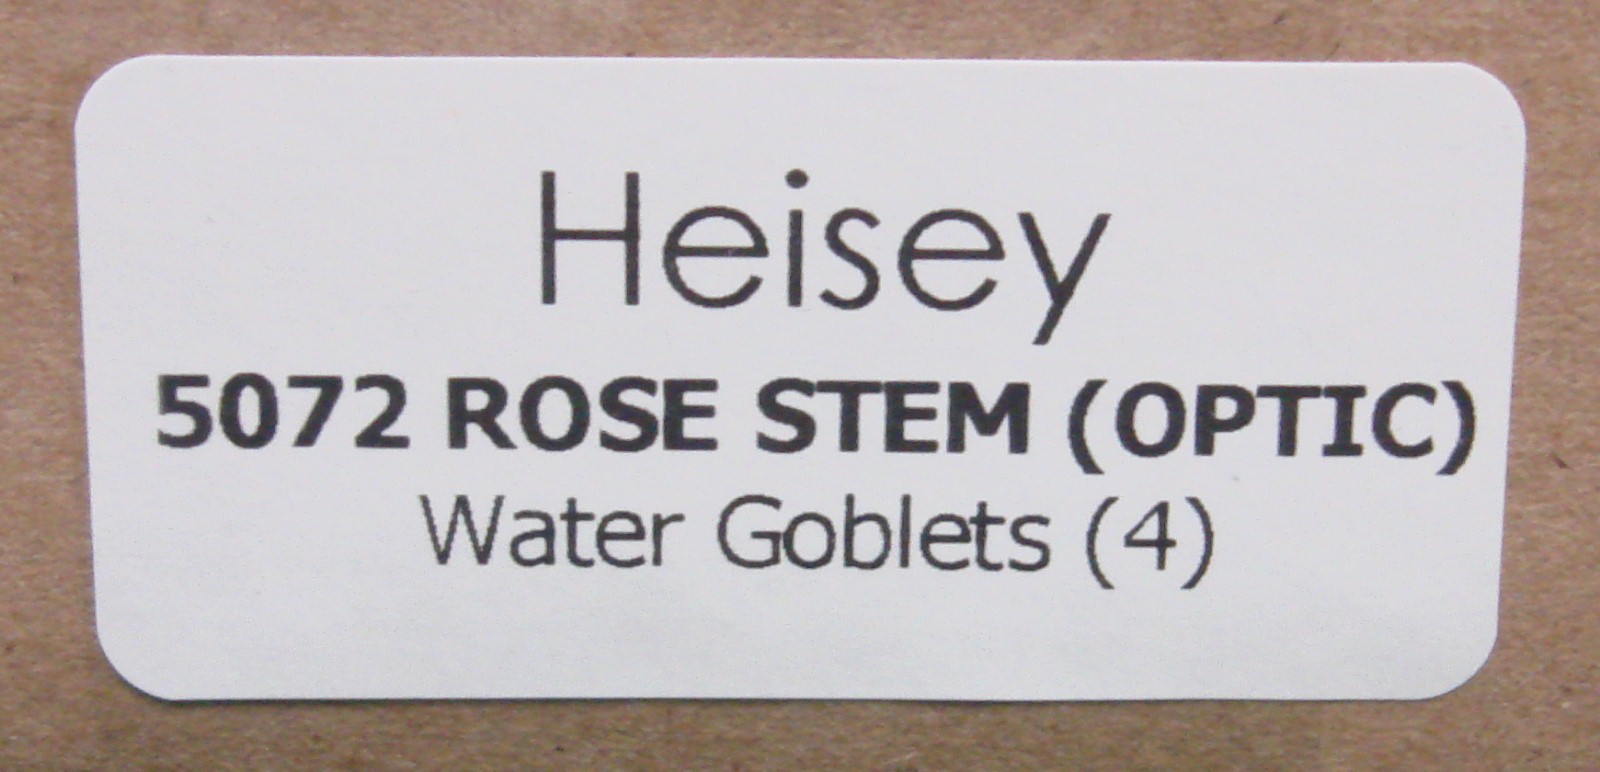 Heisey
5072 ROSE STEM (OPTIC)
Water Goblets (4)